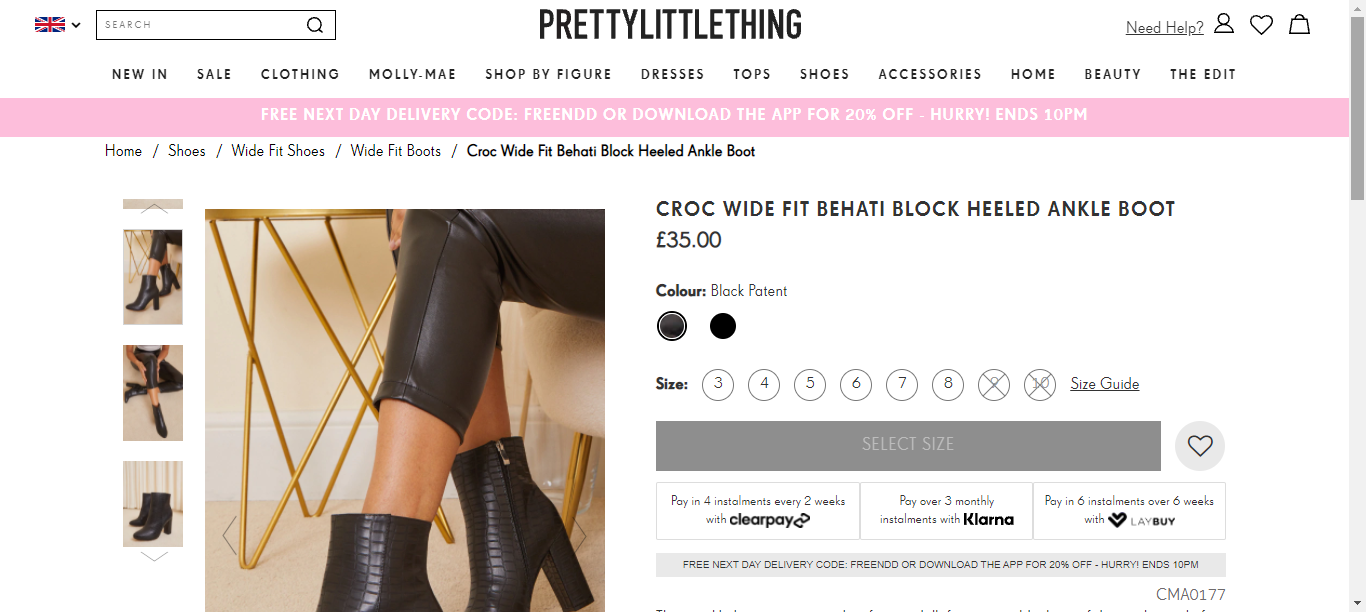 SEARCH
PRETTYLITTLETHING
Need Help?
NEW IN SALE CLOTHING MOLLY-MAE SHOP BY FIGURE DRESSES TOPS SHOES ACCESSORIES HOME BEAUTY THE EDIT
FREE NEXT DAY DELIVERY CODE: FREENDD OR DOWNLOAD THE APP FOR 20% OFF - HURRY! ENDS 10PM
Home / Shoes / Wide Fit Shoes / Wide Fit Boots / Croc Wide Fit Behati Block Heeled Ankle Boot
CROC WIDE FIT BEHATI BLOCK HEELED ANKLE BOOT
£35.00
Colour: Black Patent
Size: 3 4 5 6 7 8 9 10 Size Guide
SELECT SIZE
Pay in 4 instalments every 2 weeks
with clearpay
Pay over 3 monthly
instalments with Klarna
Pay in 6 instalments over 6 weeks
with LAYBUY
FREE NEXT DAY DELIVERY CODE: FREENDD OR DOWNLOAD THE APP FOR 20% OFF - HURRY! ENDS 10PM
CMA0177